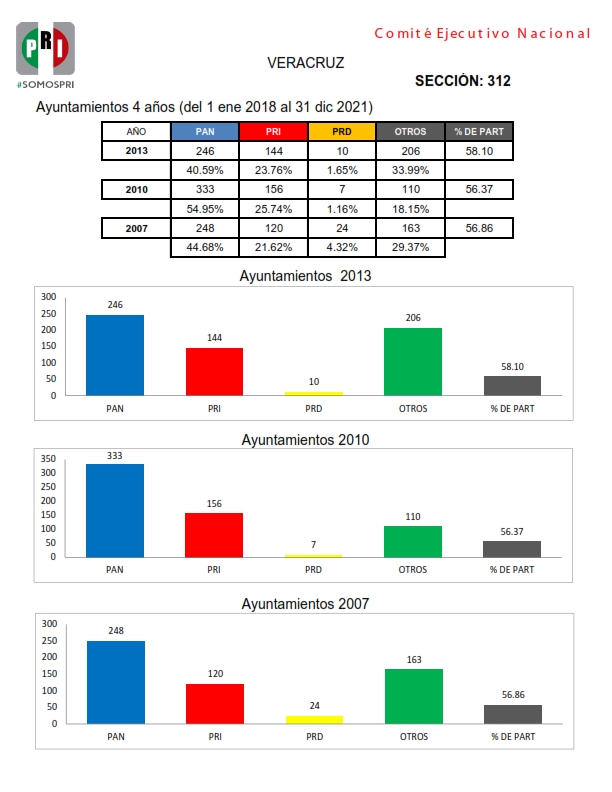 Comité Ejecutivo Nacional
PRI
#SOMOSPRI
VERACRUZ
SECCIÓN: 312
Ayuntamientos 4 años (del 1 ene 2018 al 31 dic 2021)
AÑO PAN PRI PRD OTROS % DE PART
2013 246 144 10 206 58.10
40.59% 23.76% 1.65% 33.99%
2010 333 156 7 110 56.37
54.95% 25.74% 1.16% 18.15%
2007 248 120 24 163 56.86
44.68% 21.62% 4.32% 29.37%
Ayuntamientos 2013
300
250
200
150
100
50
0
246
144
10
206
58.10
PAN PRI PRD OTROS % DE PART
Ayuntamientos 2010
350
300
250
200
150
100
50
0
333
156
7
110
56.37
PAN PRI PRD OTROS % DE PART
Ayuntamientos 2007
300
250
200
150
100
50
0
248
120
24
163
56.86
PAN PRI PRD OTROS % DE PART